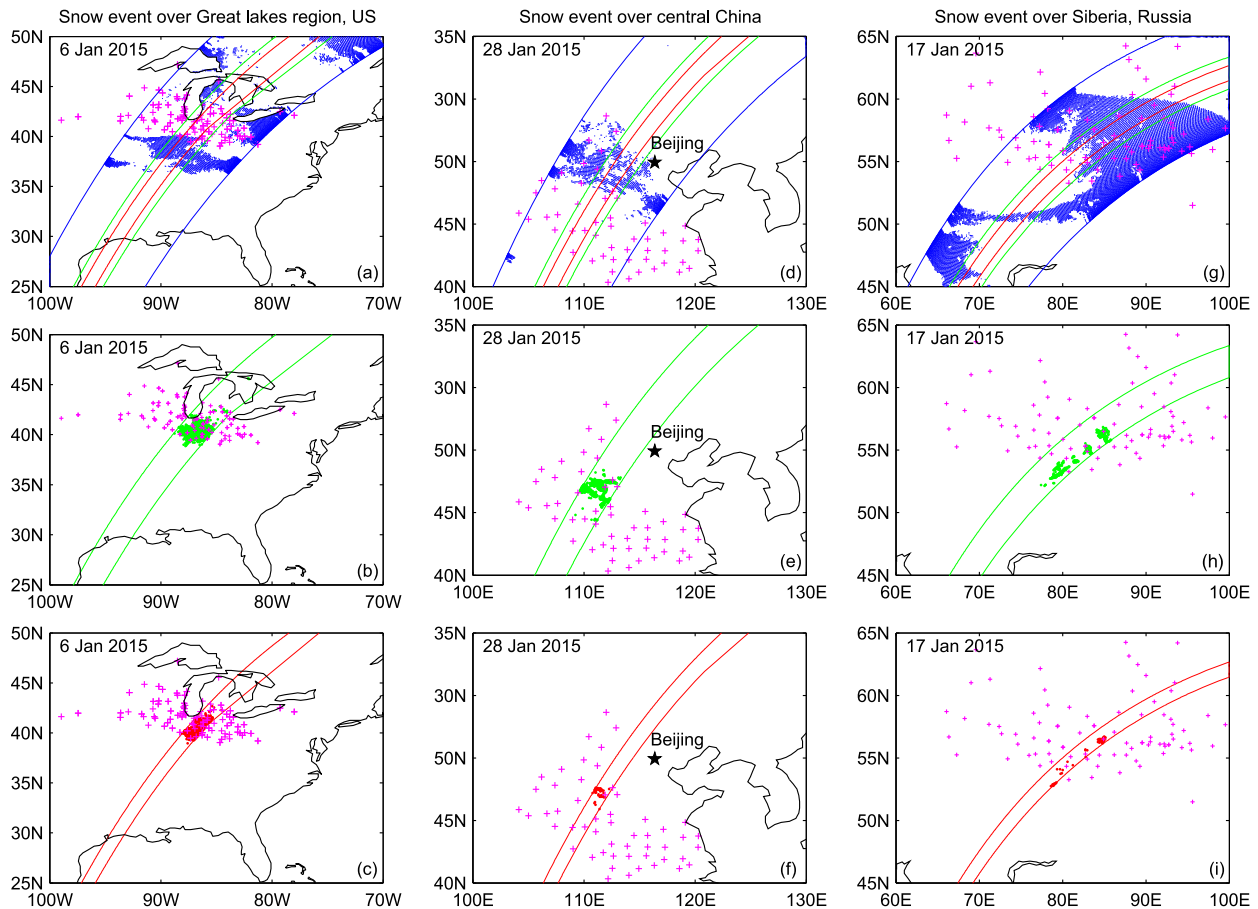 Snow event over Great lakes region, US
Snow event over central China
Snow event over Siberia, Russia
50N
45N
40N
35N
30N
25N
6 Jan 2015
(a)
100W 90W 80W 70W
35N
30N
50N
45N
40N
28 Jan 2015
Beijing
(d)
100E 110E 120E 130E
65N
60N
55N
50N
45N
17 Jan 2015
(g)
60E 70E 80E 90E 100E
50N
45N
40N
35N
30N
25N
6 Jan 2015
(b)
100W 90W 80W 70W
35N
30N
50N
45N
40N
28 Jan 2015
Beijing
(e)
100E 110E 120E 130E
65N
60N
55N
50N
45N
17 Jan 2015
(h)
60E 70E 80E 90E 100E
50N
45N
40N
35N
30N
25N
6 Jan 2015
(c)
100W 90W 80W 70W
35N
30N
50N
45N
40N
28 Jan 2015
Beijing
(f)
100E 110E 120E 130E
65N
60N
55N
50N
45N
17 Jan 2015
(i)
60E 70E 80E 90E 100E